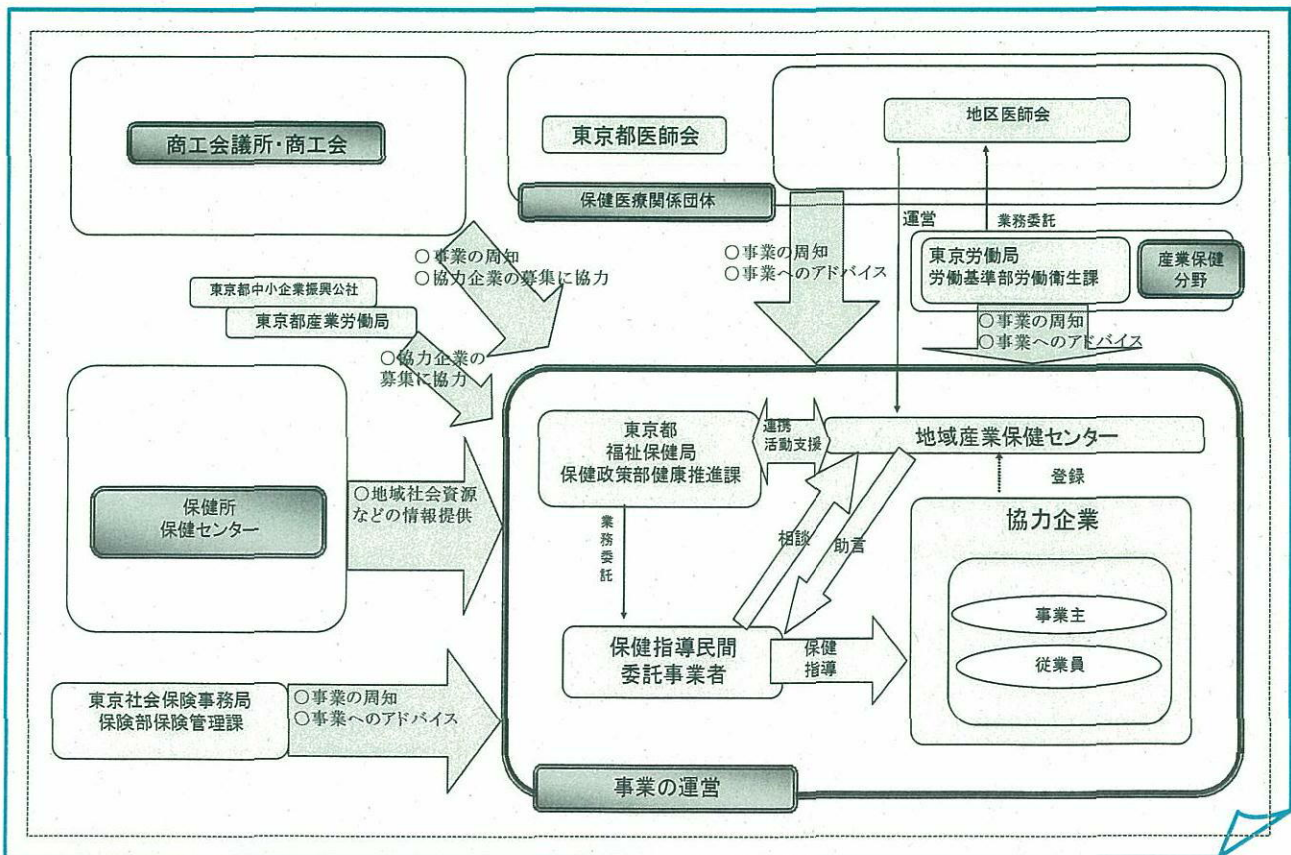 商工会議所・商工会
東京都医師会
地区医師会
保健医療関係団体
運営
業務委託
東京労働局
労働基準部労働衛生課
産業保健
分野
○事業の周知
○協力企業の募集に協力
○事業の周知
○事業へのアドバイス
○事業の周知
○事業へのアドバイス
東京都中小企業振興公社
東京都産業労働局
○協力企業の
募集に協力
保健所
保健センター
○地域社会資源
などの情報提供
東京都
福祉保健局
保健政策部健康推進課
連携
活動支援
地域産業保健センター
登録
業務委託
相談
助言
協力企業
事業主
従業員
保健指導民間
委託事業者
保健
指導
東京社会保険事務局
保険部保険管理課
○事業の周知
○事業へのアドバイス
事業の運営